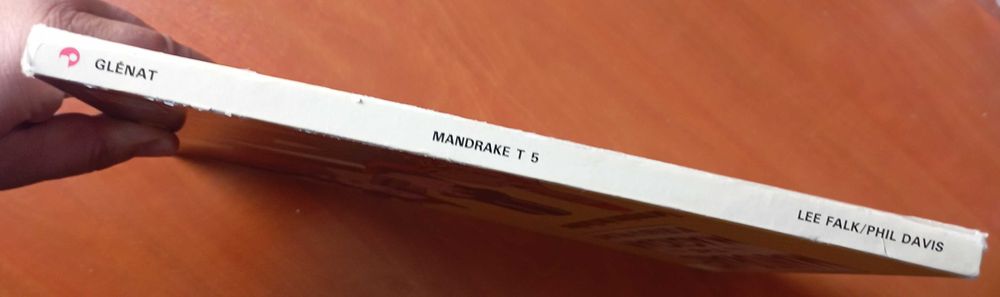 GLÉNAT
MANDRAKE T 5
LEE FALK/PHIL DAVIS